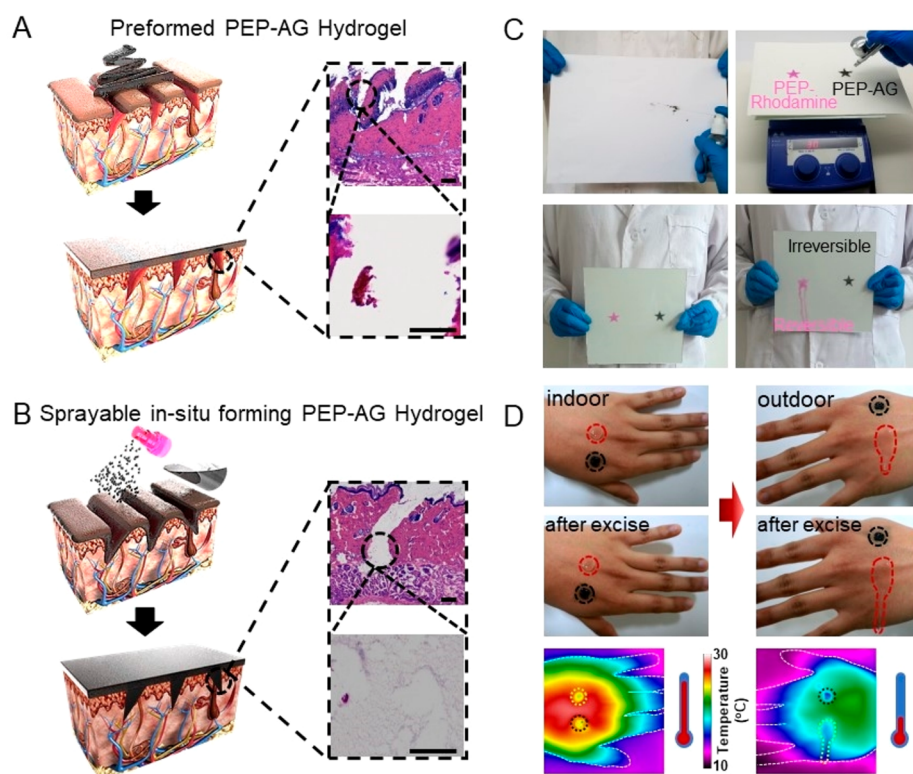 A
Preformed PEP-AG Hydrogel
B
Sprayable in-situ forming PEP-AG Hydrogel
C
PEP-
Rhodamine
PEP-AG
Irreversible
Reversible
D
indoor
outdoor
after excise
after excise
30
Temperature
(°C)
10